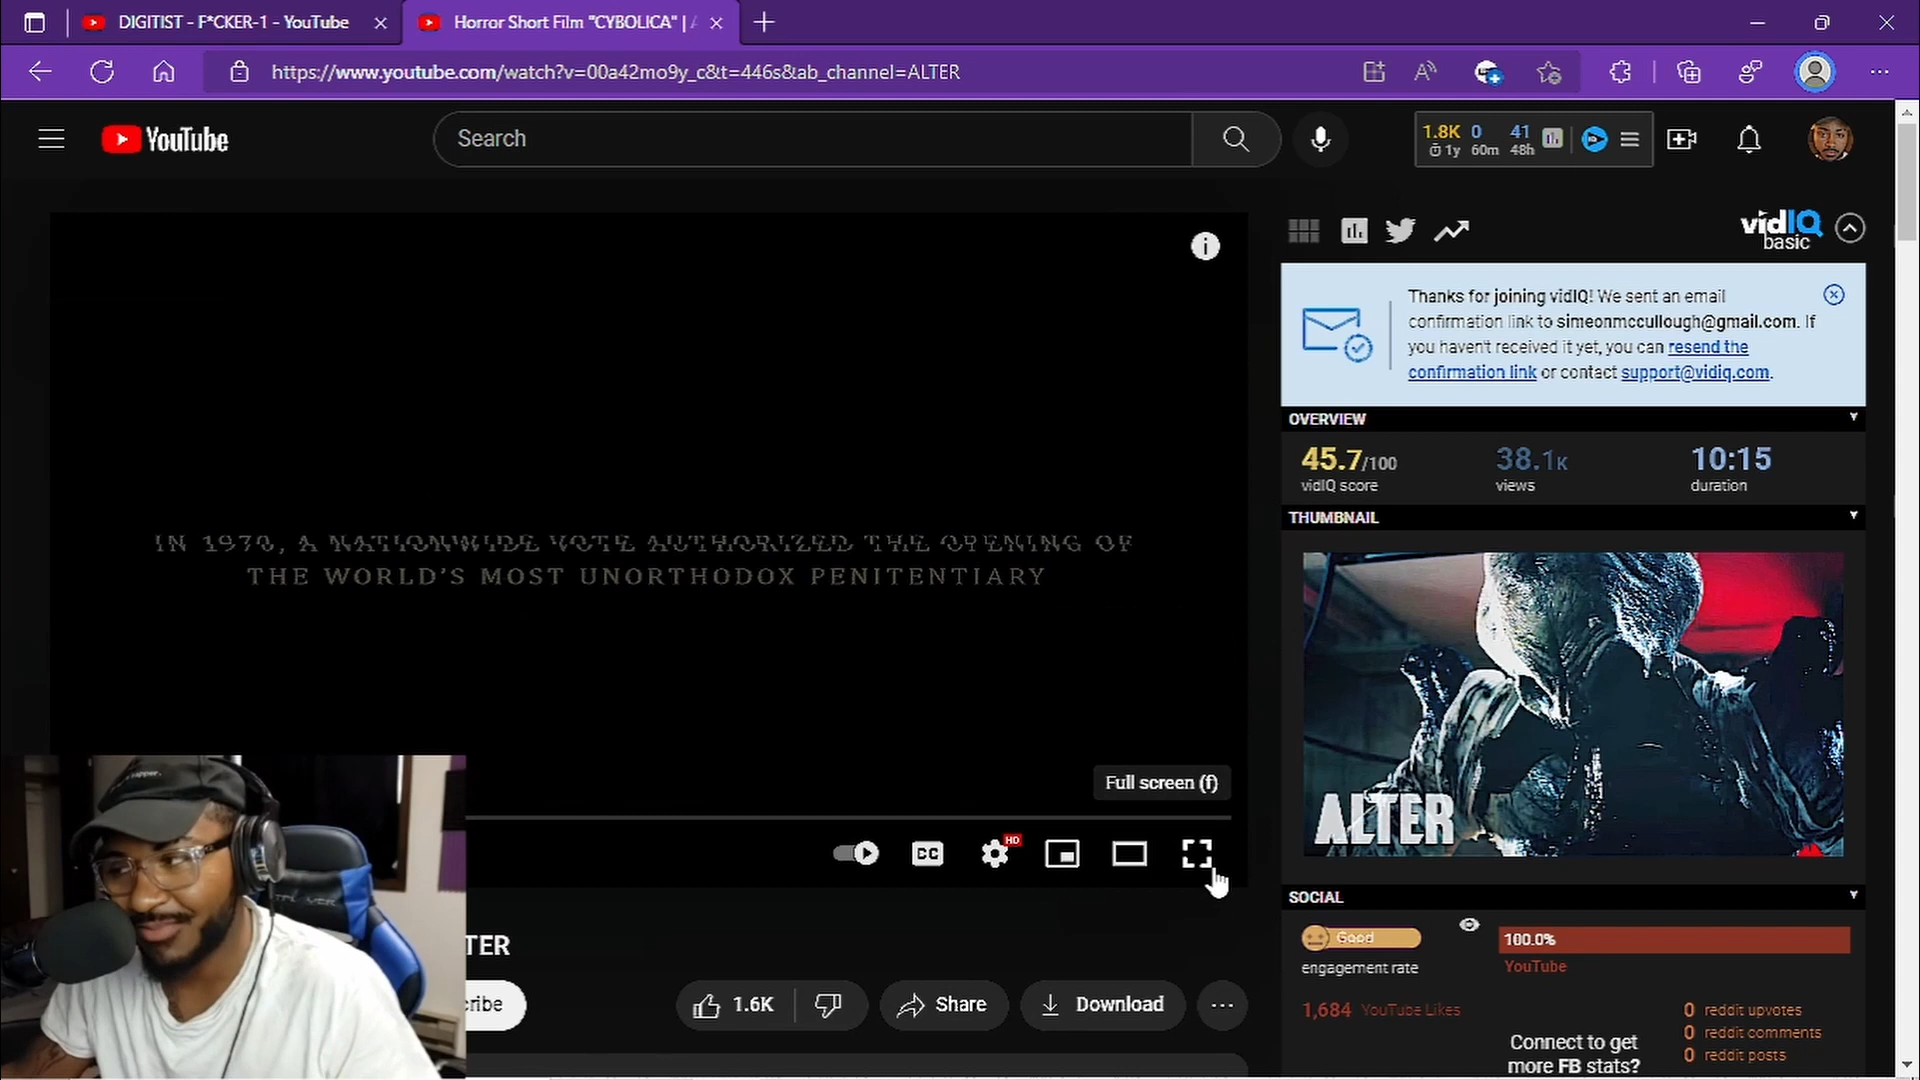 DIGITIST - F*CKER-1 - YouTube
Horror Short Film "CYBOLICA" |
https://www.youtube.com/watch?v=00a42mo9y_c&t=446s&ab_channel=ALTER
YouTube
Search
1.8K 0 41
1y 60m 48h
vidIQ
basic
Thanks for joining vidIQ! We sent an email
confirmation link to simeonmccullough@gmail.com. If
you haven't received it yet, you can resend the
confirmation link or contact support@vidiq.com.
OVERVIEW
45.7/100 38.1K 10:15
vidIQ score views duration
THUMBNAIL
ALTER
IN 1970, A NATIONWIDE VOTE AUTHORIZED THE OPENING OF
THE WORLD'S MOST UNORTHODOX PENITENTIARY
Full screen (f)
CC HD
TER
cribe
1.6K Share Download
SOCIAL
Good 100.0%
engagement rate YouTube
1,684 YouTube Likes
0 reddit upvotes
0 reddit comments
0 reddit posts
Connect to get
more FB stats?